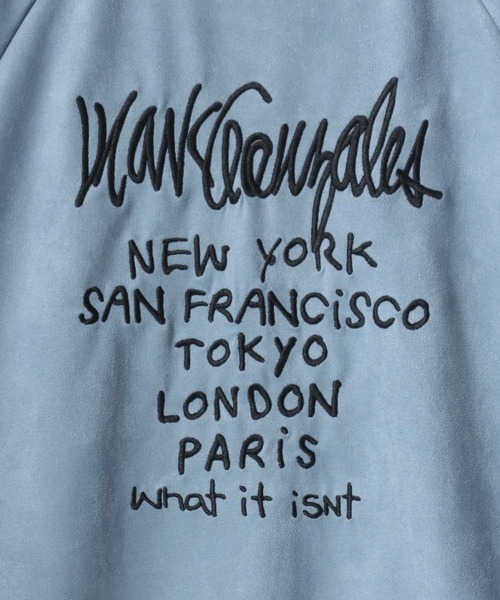 Mark Gonzales
NEW YORK
SAN FRANCiSCO
TOKYO
LONDON
PARiS
what it iSNt